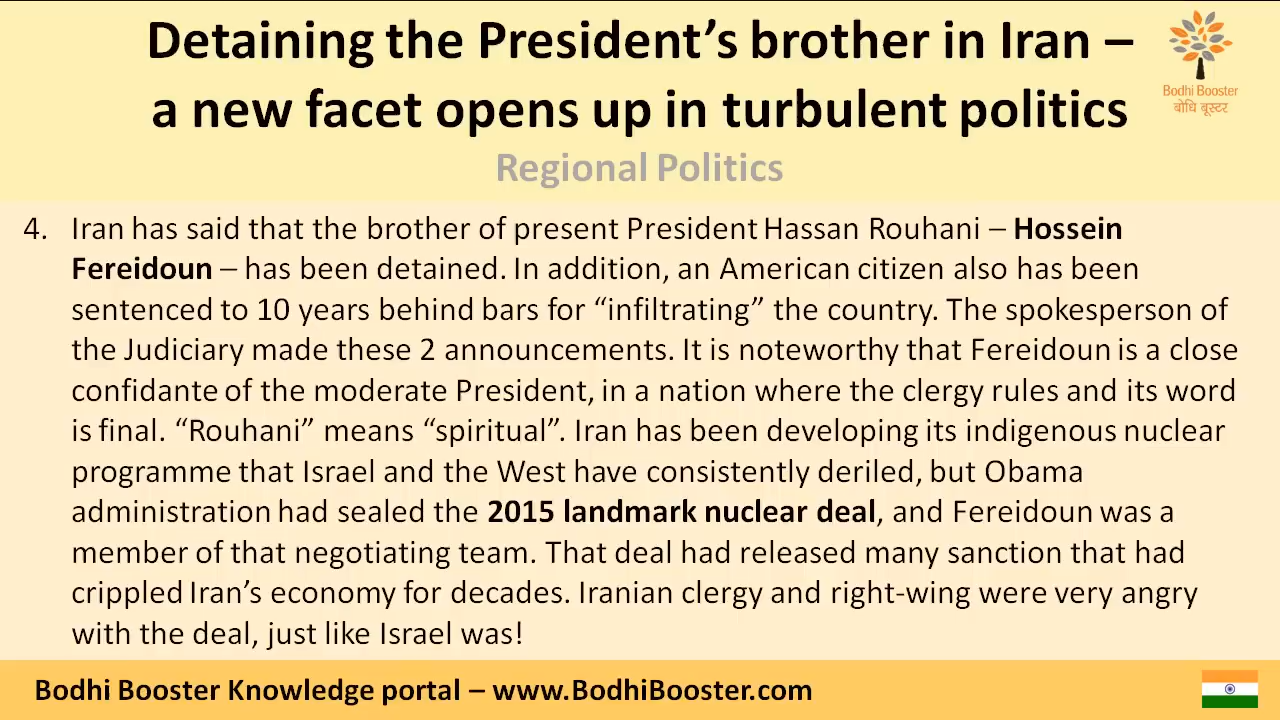 Detaining the President’s brother in Iran –
a new facet opens up in turbulent politics
Bodhi Booster
बोधि बूस्टर
Regional Politics
4. Iran has said that the brother of present President Hassan Rouhani – Hossein
Fereidoun – has been detained. In addition, an American citizen also has been
sentenced to 10 years behind bars for “infiltrating” the country. The spokesperson of
the Judiciary made these 2 announcements. It is noteworthy that Fereidoun is a close
confidante of the moderate President, in a nation where the clergy rules and its word
is final. “Rouhani” means “spiritual”. Iran has been developing its indigenous nuclear
programme that Israel and the West have consistently deriled, but Obama
administration had sealed the 2015 landmark nuclear deal, and Fereidoun was a
member of that negotiating team. That deal had released many sanction that had
crippled Iran’s economy for decades. Iranian clergy and right-wing were very angry
with the deal, just like Israel was!
Bodhi Booster Knowledge portal – www.BodhiBooster.com